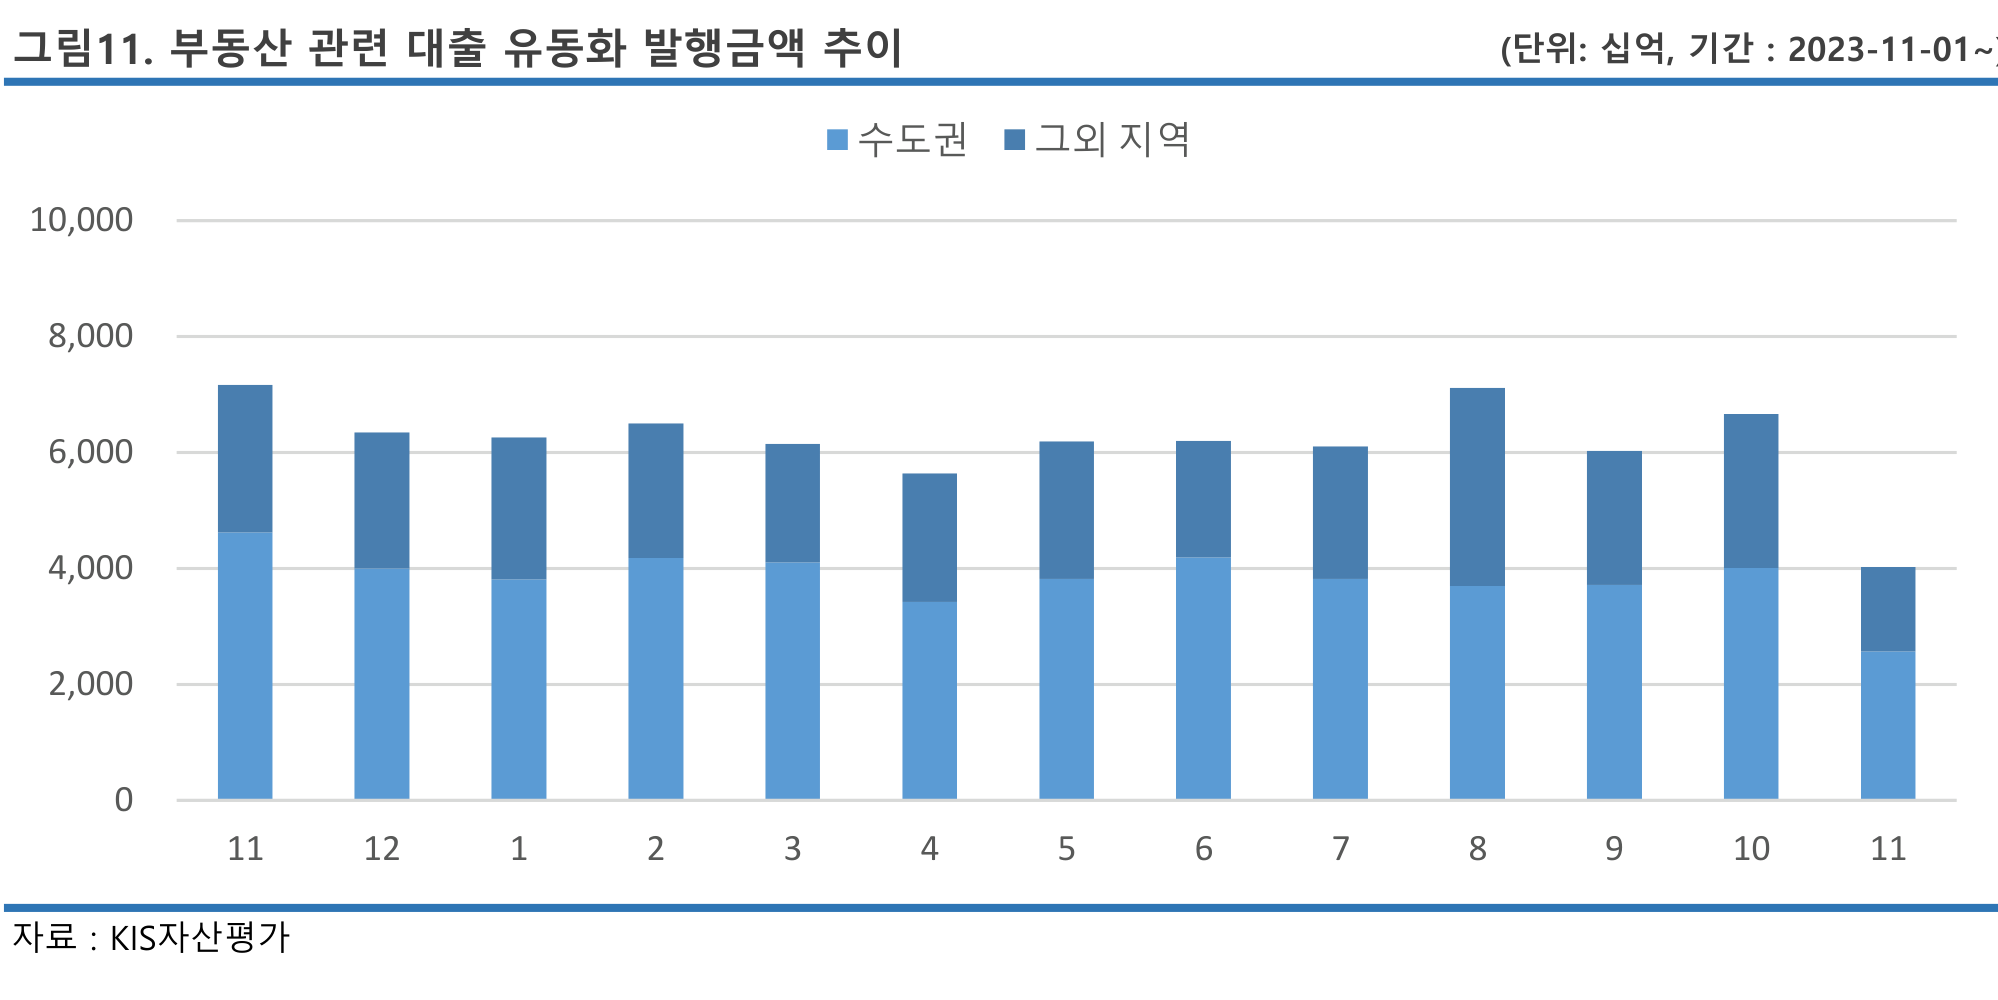 그림11. 부동산 관련 대출 유동화 발행금액 추이
(단위: 십억, 기간 : 2023-11-01~)
수도권 그외 지역
10,000
8,000
6,000
4,000
2,000
0
11 12 1 2 3 4 5 6 7 8 9 10 11
자료 : KIS자산평가